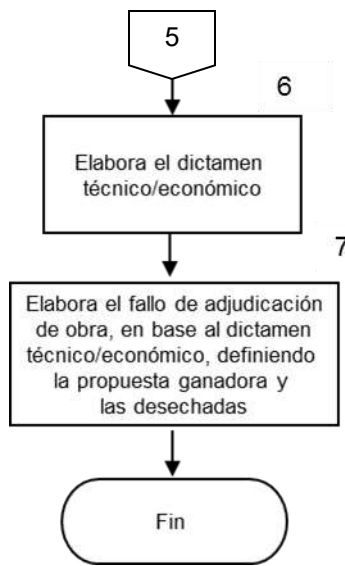 5
6
Elabora el dictamen
técnico/económico
7
Elabora el fallo de adjudicación
de obra, en base al dictamen
técnico/económico, definiendo
la propuesta ganadora y
las desechadas
Fin